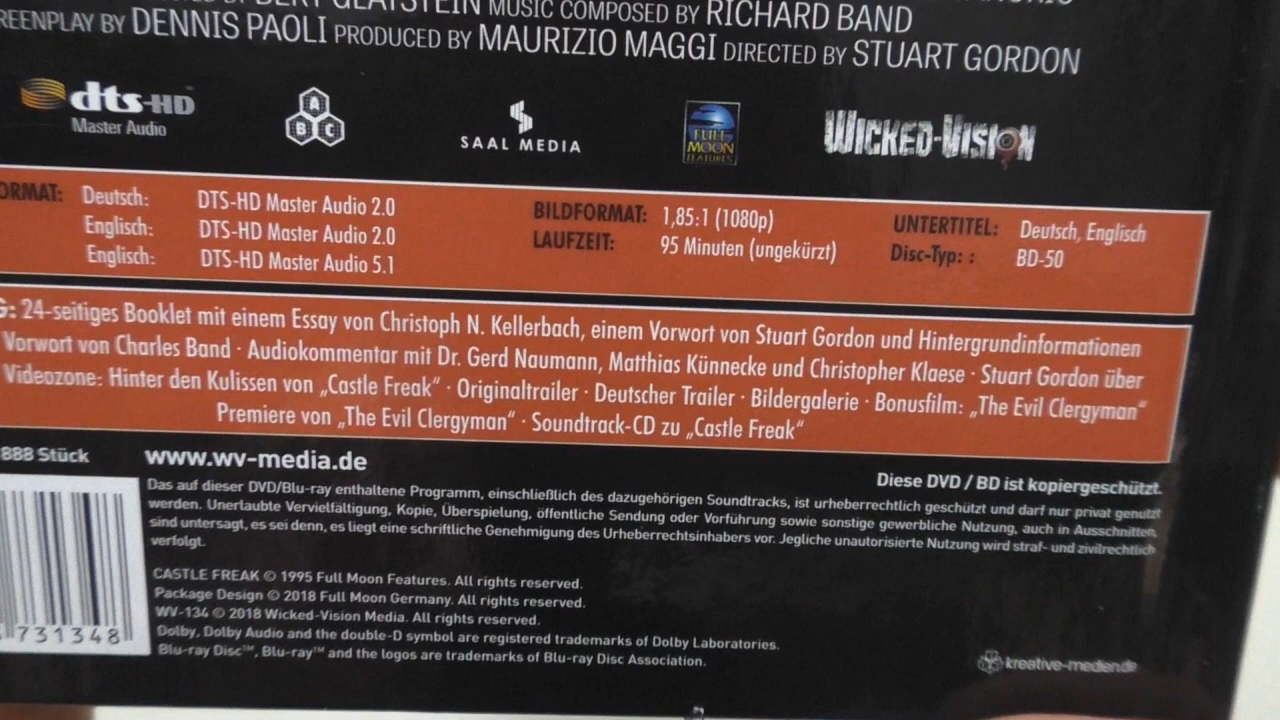 BERT GLATSTEIN MUSIC COMPOSED BY RICHARD BAND
REENPLAY BY DENNIS PAOLI PRODUCED BY MAURIZIO MAGGI DIRECTED BY STUART GORDON
dts-HD
Master Audio
A
B C
SAAL MEDIA
FULL
MOON
FEATURES
WICKED-VISION
ORMAT: Deutsch: DTS-HD Master Audio 2.0
Englisch: DTS-HD Master Audio 2.0
Englisch: DTS-HD Master Audio 5.1
BILDFORMAT: 1,85:1 (1080p)
LAUFZEIT: 95 Minuten (ungekürzt)
UNTERTITEL: Deutsch, Englisch
Disc-Typ: : BD-50
G: 24-seitiges Booklet mit einem Essay von Christoph N. Kellerbach, einem Vorwort von Stuart Gordon und Hintergrundinformationen
Vorwort von Charles Band · Audiokommentar mit Dr. Gerd Naumann, Matthias Künnecke und Christopher Klaese · Stuart Gordon über
Videozone: Hinter den Kulissen von „Castle Freak“ · Originaltrailer · Deutscher Trailer · Bildergalerie · Bonusfilm: „The Evil Clergyman“
Premiere von „The Evil Clergyman“ · Soundtrack-CD zu „Castle Freak“
888 Stück
www.wv-media.de
Diese DVD / BD ist kopiergeschützt.
Das auf dieser DVD/Blu-ray enthaltene Programm, einschließlich des dazugehörigen Soundtracks, ist urheberrechtlich geschützt und darf nur privat genutzt
werden. Unerlaubte Vervielfältigung, Kopie, Überspielung, öffentliche Sendung oder Vorführung sowie sonstige gewerbliche Nutzung, auch in Ausschnitten,
sind untersagt, es sei denn, es liegt eine schriftliche Genehmigung des Urheberrechtsinhabers vor. Jegliche unautorisierte Nutzung wird straf- und zivilrechtlich
verfolgt.
CASTLE FREAK © 1995 Full Moon Features. All rights reserved.
Package Design © 2018 Full Moon Germany. All rights reserved.
WV-134 © 2018 Wicked-Vision Media. All rights reserved.
Dolby, Dolby Audio and the double-D symbol are registered trademarks of Dolby Laboratories.
Blu-ray Disc™, Blu-ray™ and the logos are trademarks of Blu-ray Disc Association.
731348
kreative-medien.de